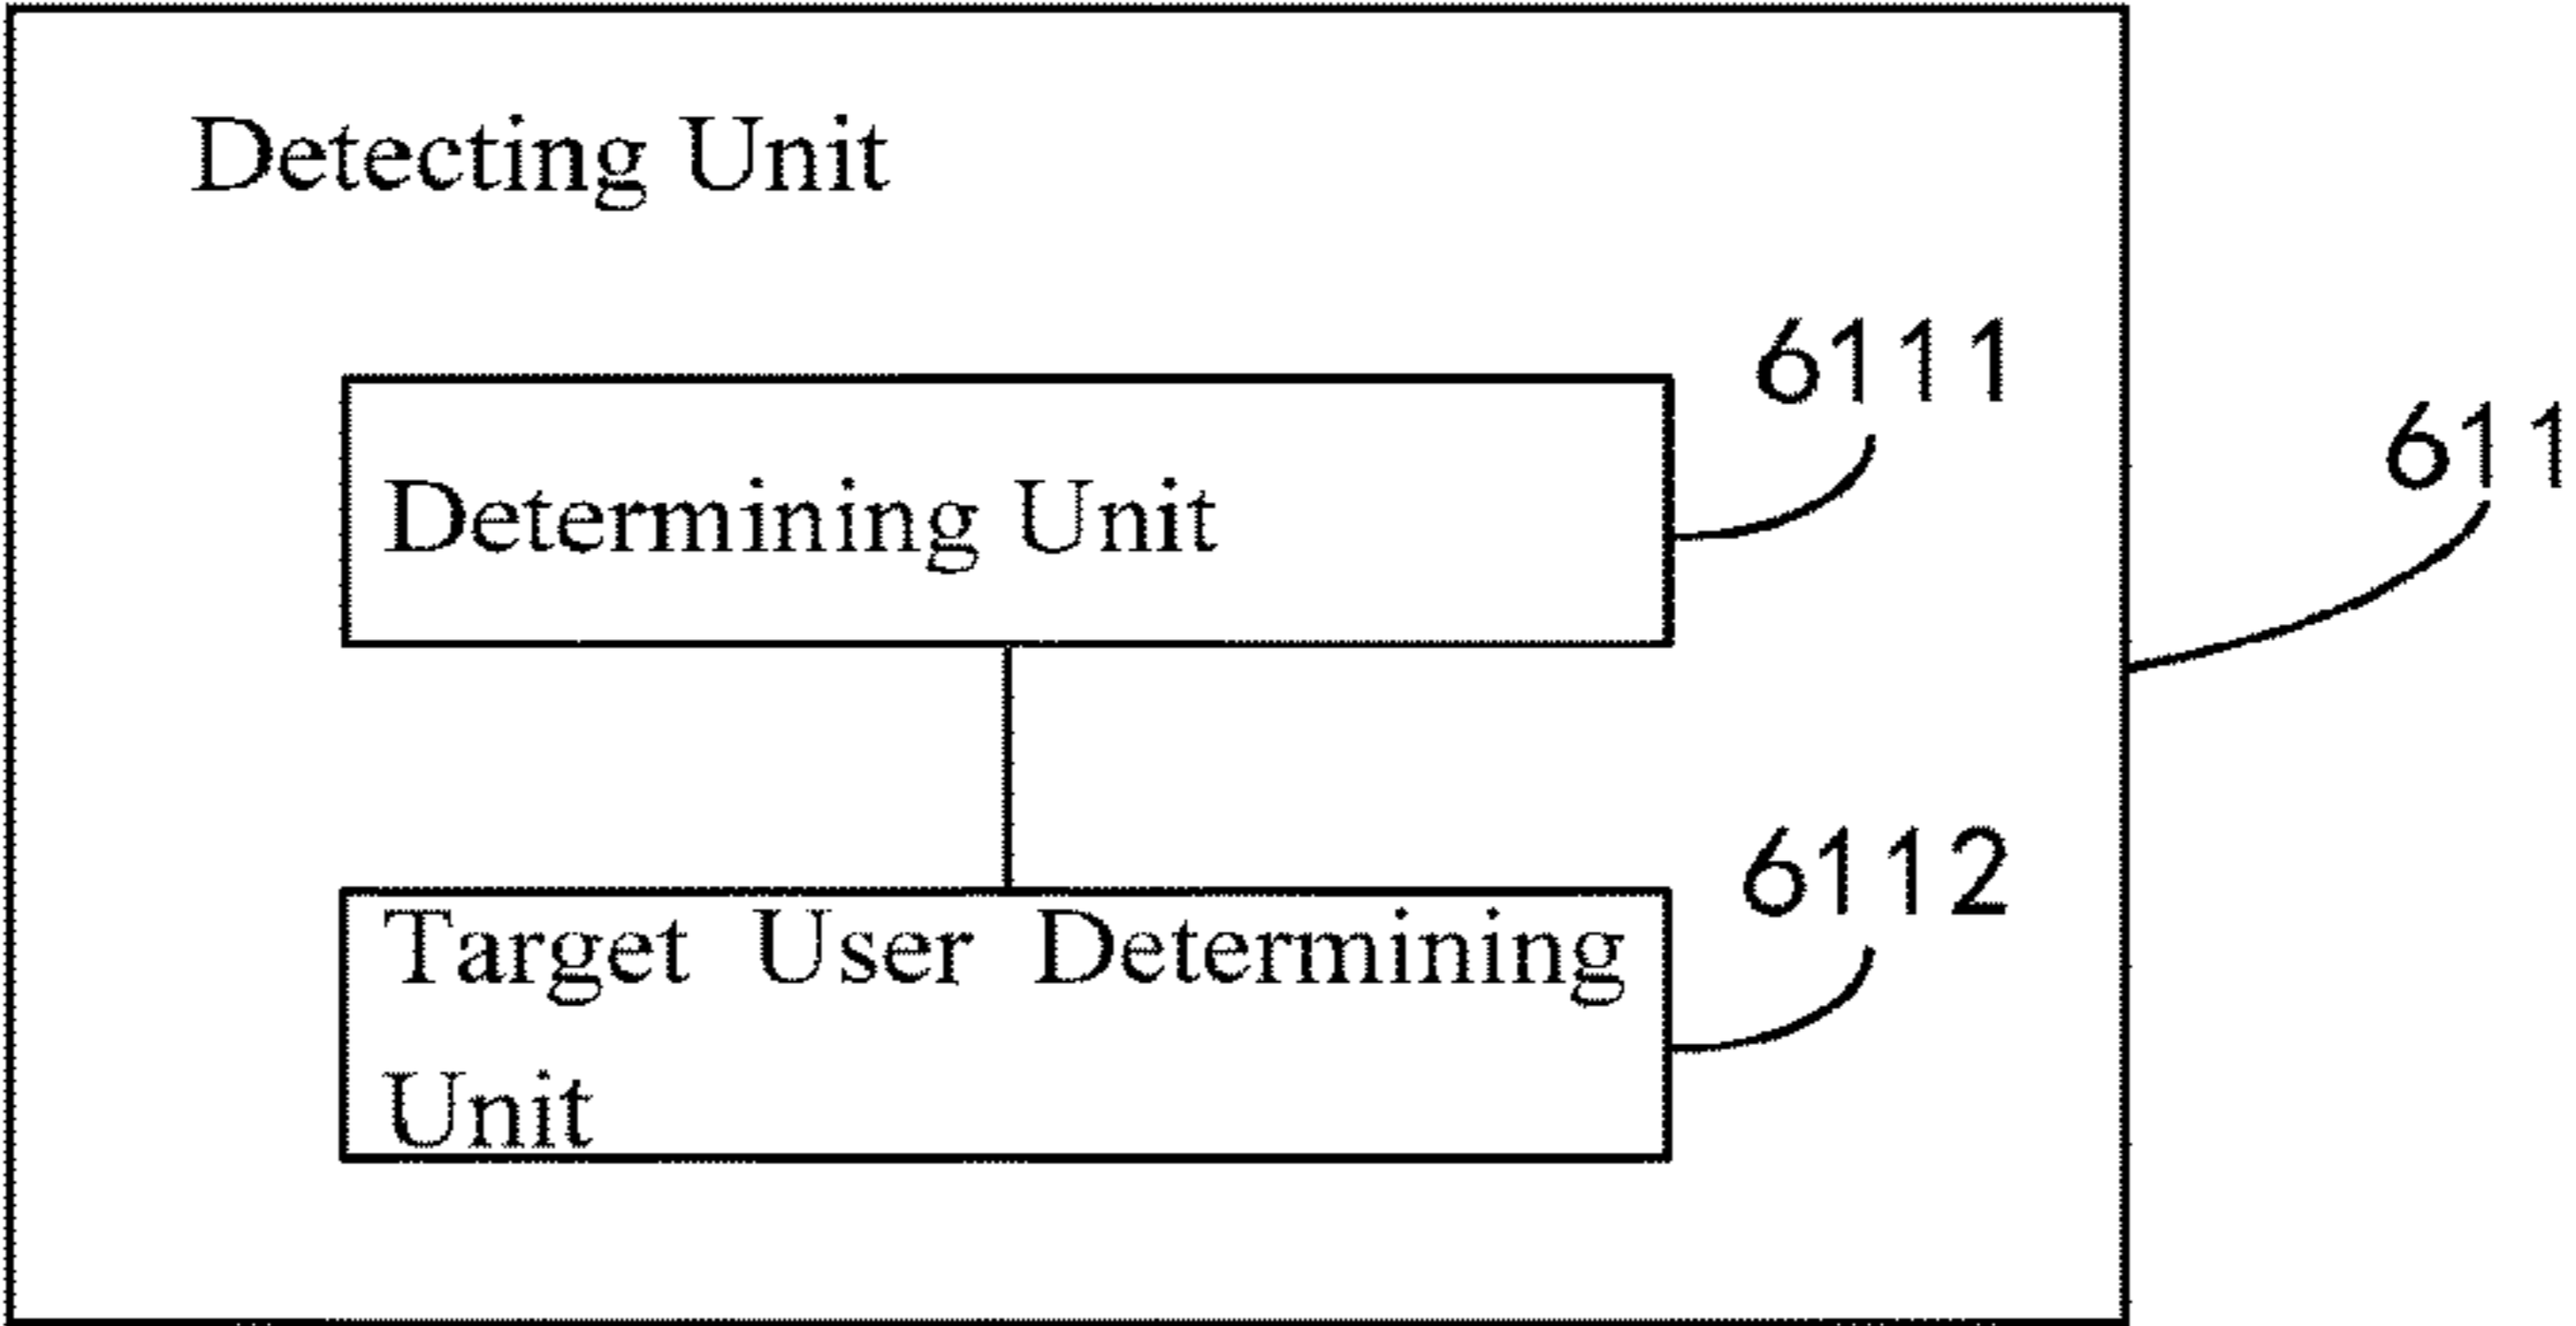 Detecting Unit
6111
611
Determining Unit
6112
Target User Determining
Unit